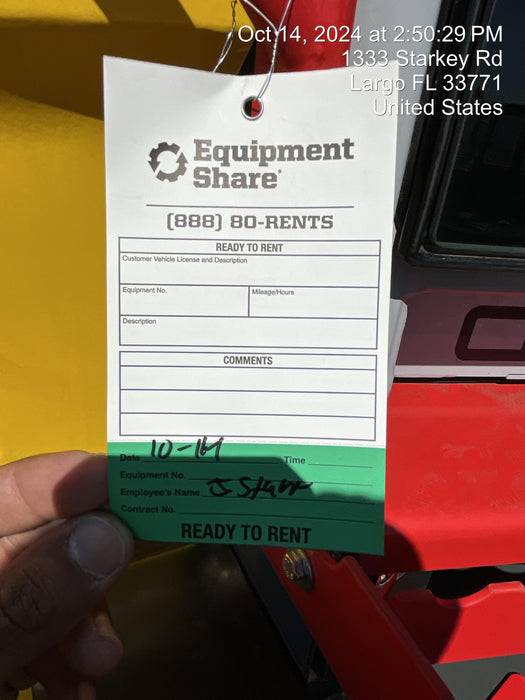 Oct 14, 2024 at 2:50:29 PM
1333 Starkey Rd
Largo FL 33771
United States
Equipment
Share
(888) 80-RENTS
READY TO RENT
Customer Vehicle License and Description
Equipment No. Mileage/Hours
Description
COMMENTS
Date 10-14 Time
Equipment No.
Employee's Name J
Contract No.
READY TO RENT